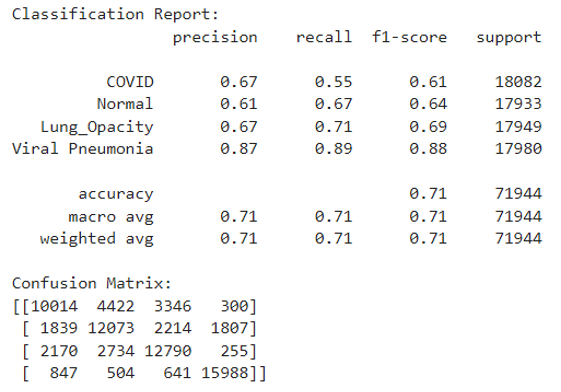 Classification Report:
precision recall f1-score support
COVID 0.67 0.55 0.61 18082
Normal 0.61 0.67 0.64 17933
Lung_Opacity 0.67 0.71 0.69 17949
Viral Pneumonia 0.87 0.89 0.88 17980
accuracy 0.71 71944
macro avg 0.71 0.71 0.71 71944
weighted avg 0.71 0.71 0.71 71944
Confusion Matrix:
[[10014 4422 3346 300]
[ 1839 12073 2214 1807]
[ 2170 2734 12790 255]
[ 847 504 641 15988]]